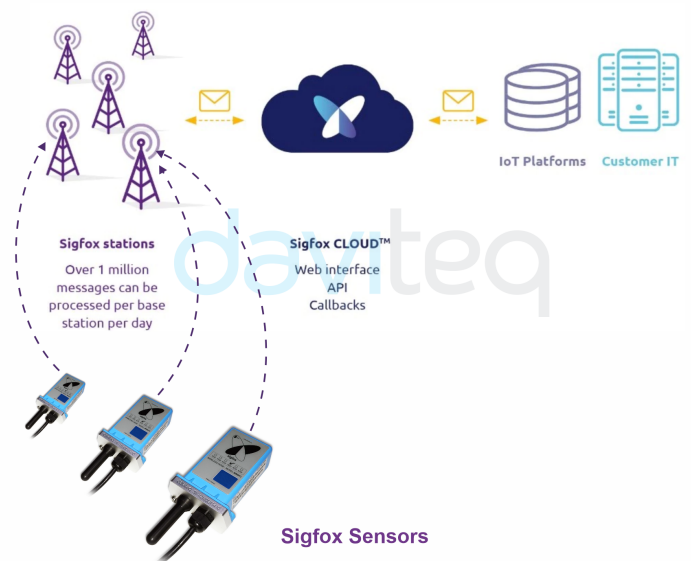 IoT Platforms
Customer IT
Sigfox stations
Over 1 million
messages can be
processed per base
station per day
Sigfox CLOUD™
Web interface
API
Callbacks
daviteq
Sigfox Sensors